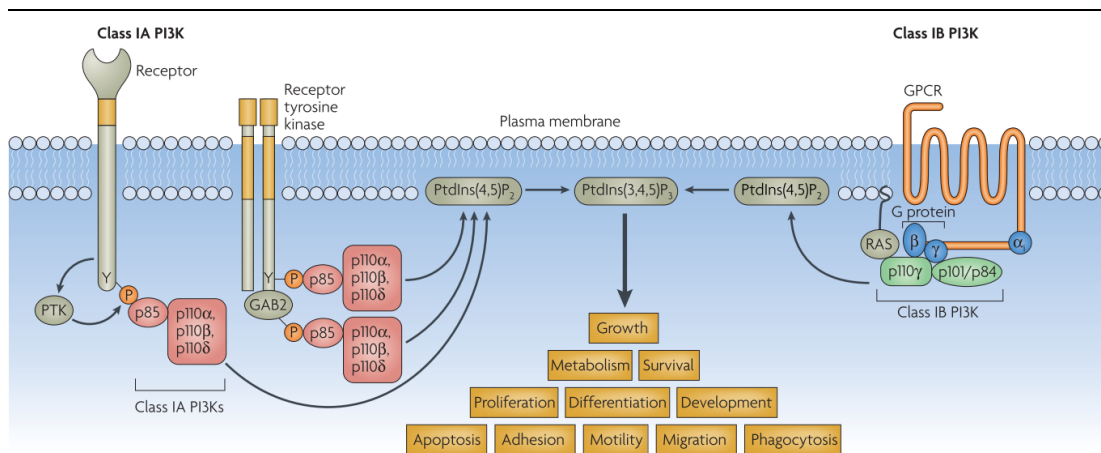 Class IA PI3K
Class IB PI3K
Receptor
Receptor
tyrosine
kinase
Plasma membrane
GPCR
PtdIns(4,5)P2
PtdIns(3,4,5)P3
PtdIns(4,5)P2
G protein
RAS
β
γ
αi
p110γ
p101/p84
Class IB PI3K
Y
P
PTK
p85
p110α,
p110β,
p110δ
Class IA PI3Ks
Y
P
p85
p110α,
p110β,
p110δ
GAB2
P
p85
p110α,
p110β,
p110δ
Growth
Metabolism
Survival
Proliferation
Differentiation
Development
Apoptosis
Adhesion
Motility
Migration
Phagocytosis